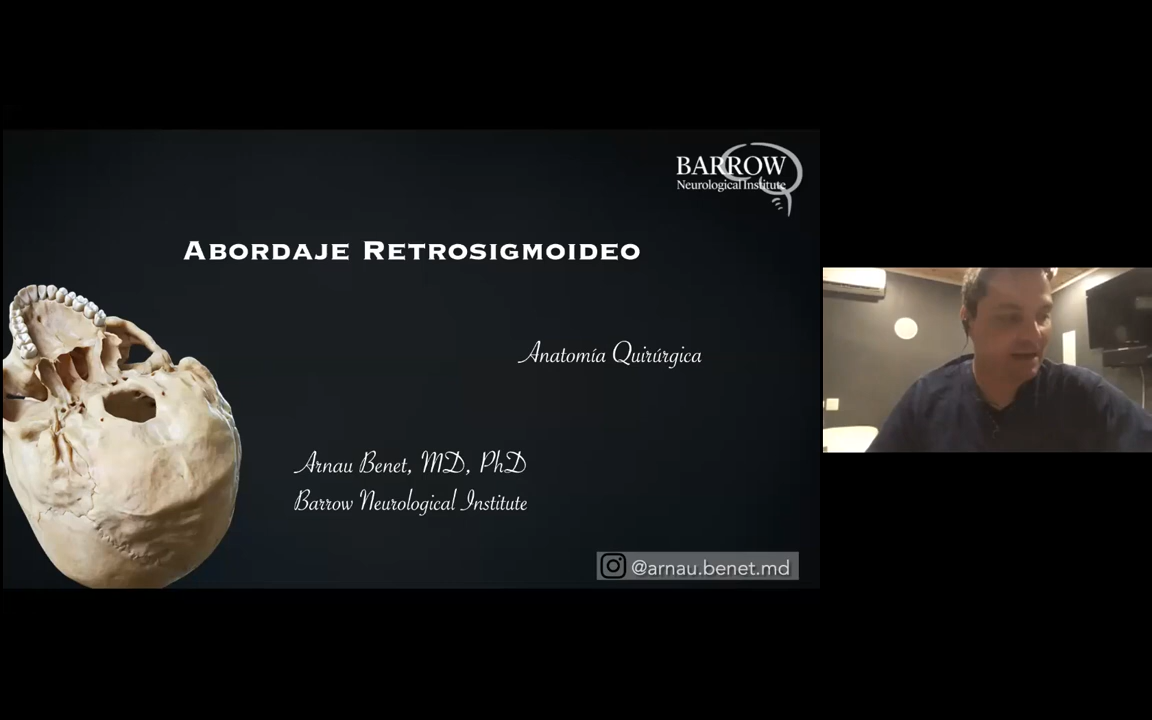 BARROW
Neurological Institute
Abordaje Retrosigmoideo
Anatomía Quirúrgica
Arnau Benet, MD, PhD
Barrow Neurological Institute
@arnau.benet.md